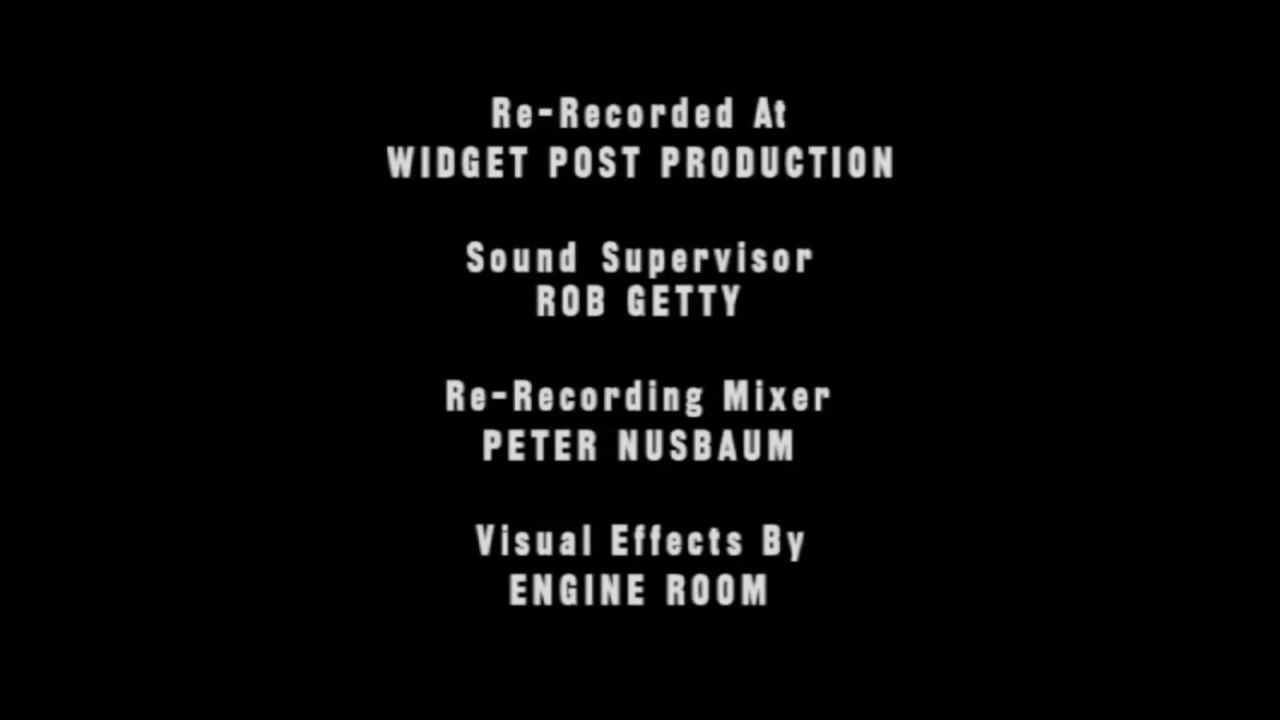 Re-Recorded At
WIDGET POST PRODUCTION
Sound Supervisor
ROB GETTY
Re-Recording Mixer
PETER NUSBAUM
Visual Effects By
ENGINE ROOM